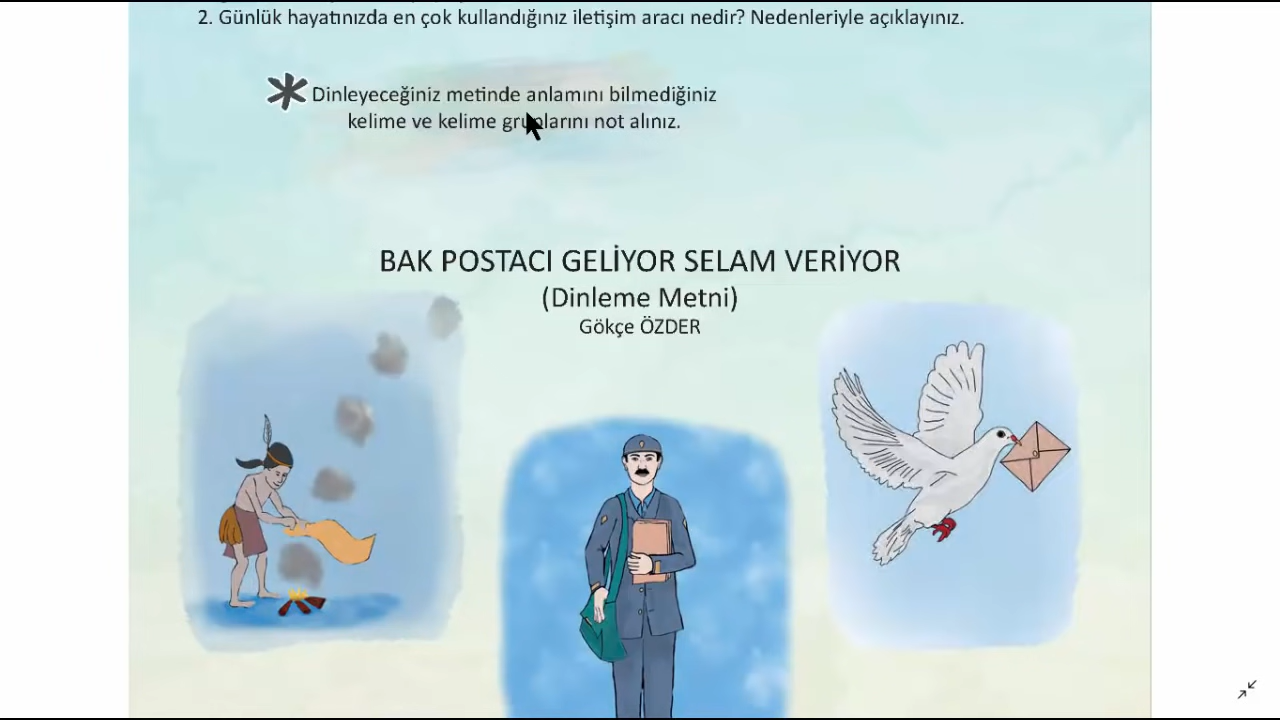 2. Günlük hayatınızda en çok kullandığınız iletişim aracı nedir? Nedenleriyle açıklayınız.
Dinleyeceğiniz metinde anlamını bilmediğiniz
kelime ve kelime gruplarını not alınız.
BAK POSTACI GELİYOR SELAM VERİYOR
(Dinleme Metni)
Gökçe ÖZDER